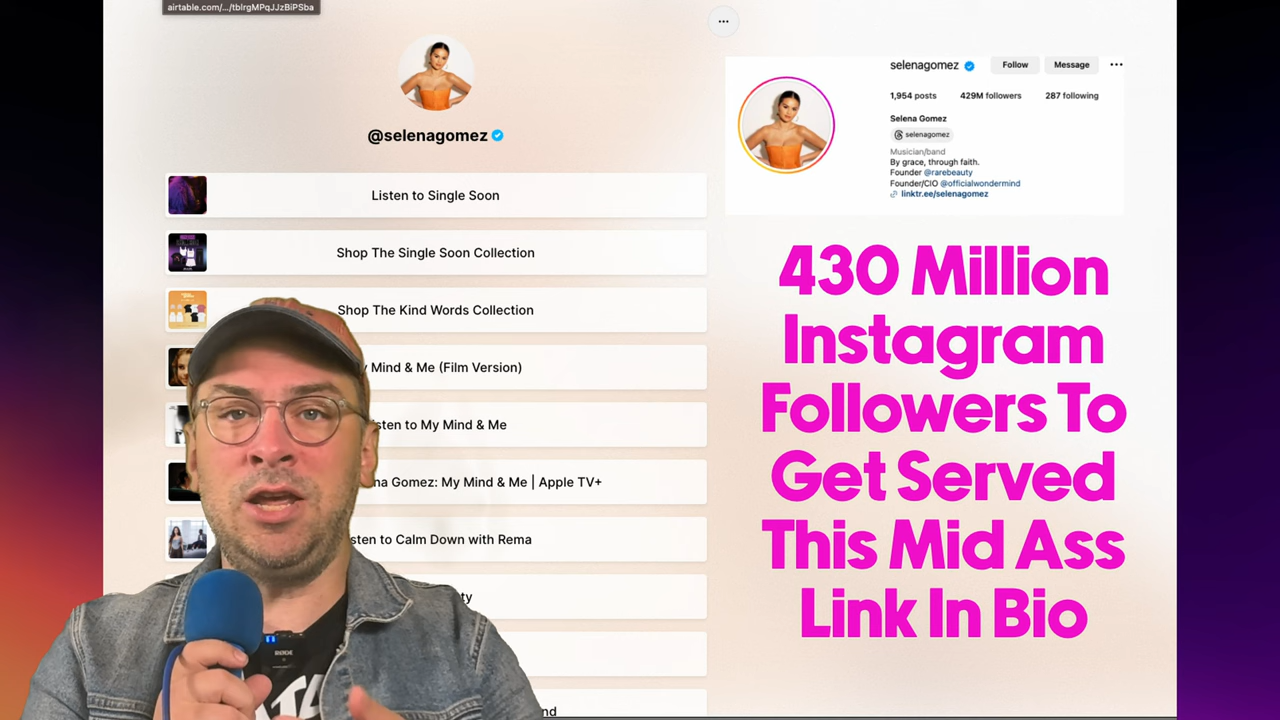 airtable.com/.../tblrgMPqJJzBiPSba
@selenagomez
Listen to Single Soon
Shop The Single Soon Collection
Shop The Kind Words Collection
Mind & Me (Film Version)
to My Mind & Me
Gomez: My Mind & Me | Apple TV+
to Calm Down with Rema
selenagomez
Follow
Message
1,954 posts
429M followers
287 following
Selena Gomez
selenagomez
Musician/band
By grace, through faith.
Founder @rarebeauty
Founder/CIO @officialwondermind
linktr.ee/selenagomez
430 Million
Instagram
Followers To
Get Served
This Mid Ass
Link In Bio
RODE